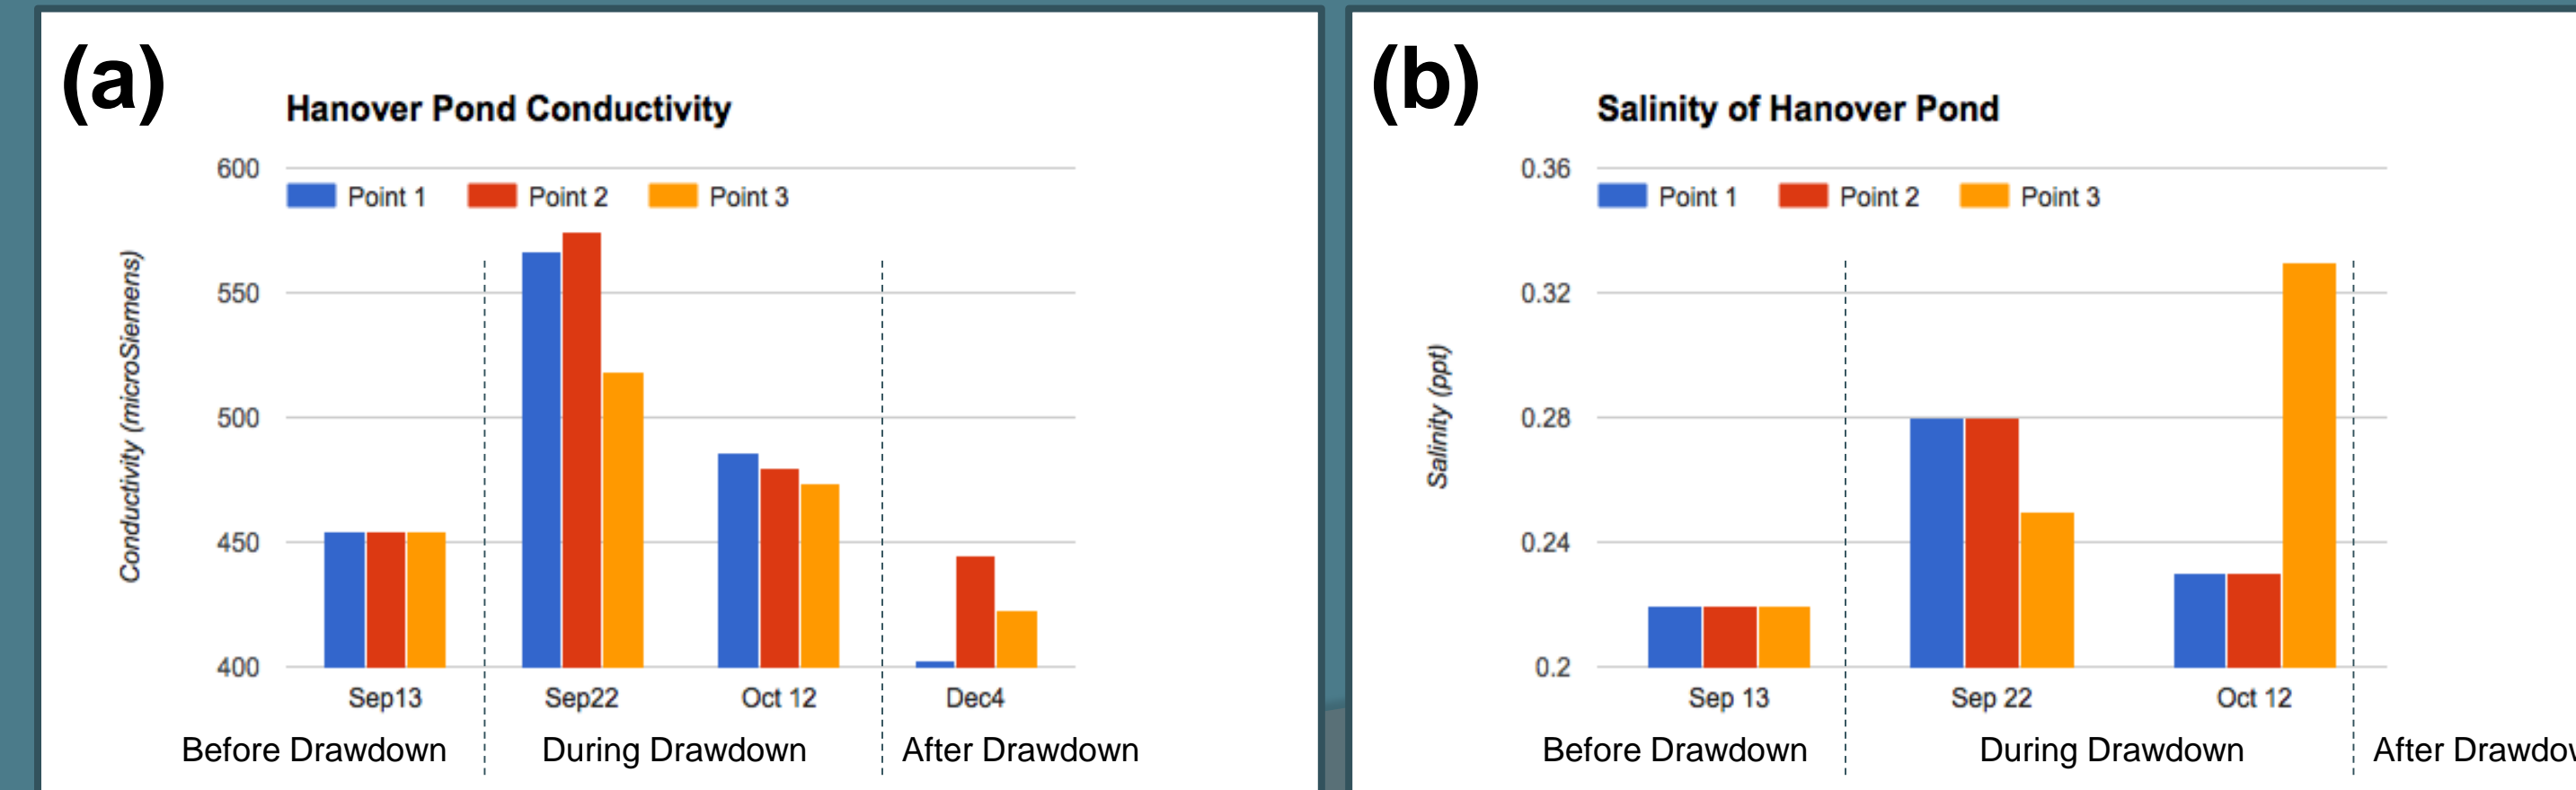 (a)
Hanover Pond Conductivity
600
Point 1 Point 2 Point 3
550
500
450
400
Conductivity (microSiemens)
Sep13 Sep22 Oct 12 Dec4
Before Drawdown During Drawdown After Drawdown
(b)
Salinity of Hanover Pond
0.36
Point 1 Point 2 Point 3
0.32
0.28
0.24
0.2
Salinity (ppt)
Sep 13 Sep 22 Oct 12
Before Drawdown During Drawdown After